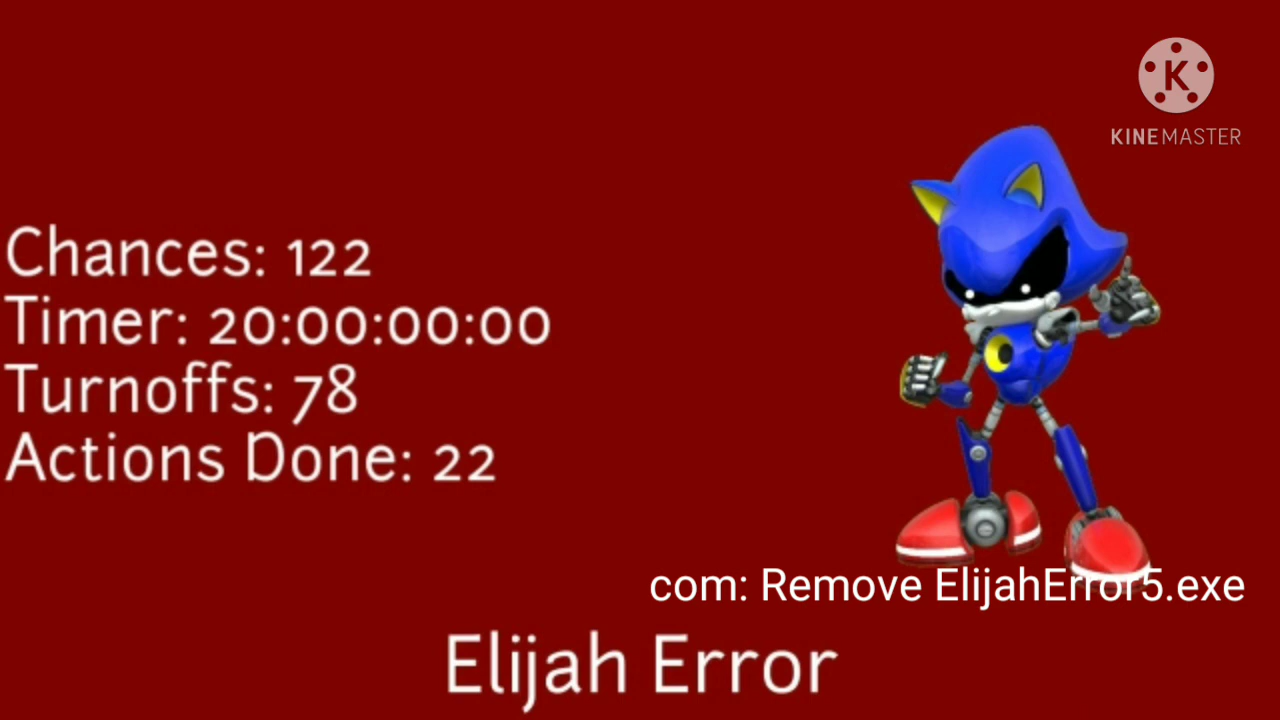 K
KINEMASTER
Chances: 122
Timer: 20:00:00:00
Turnoffs: 78
Actions Done: 22
com: Remove ElijahError5.exe
Elijah Error